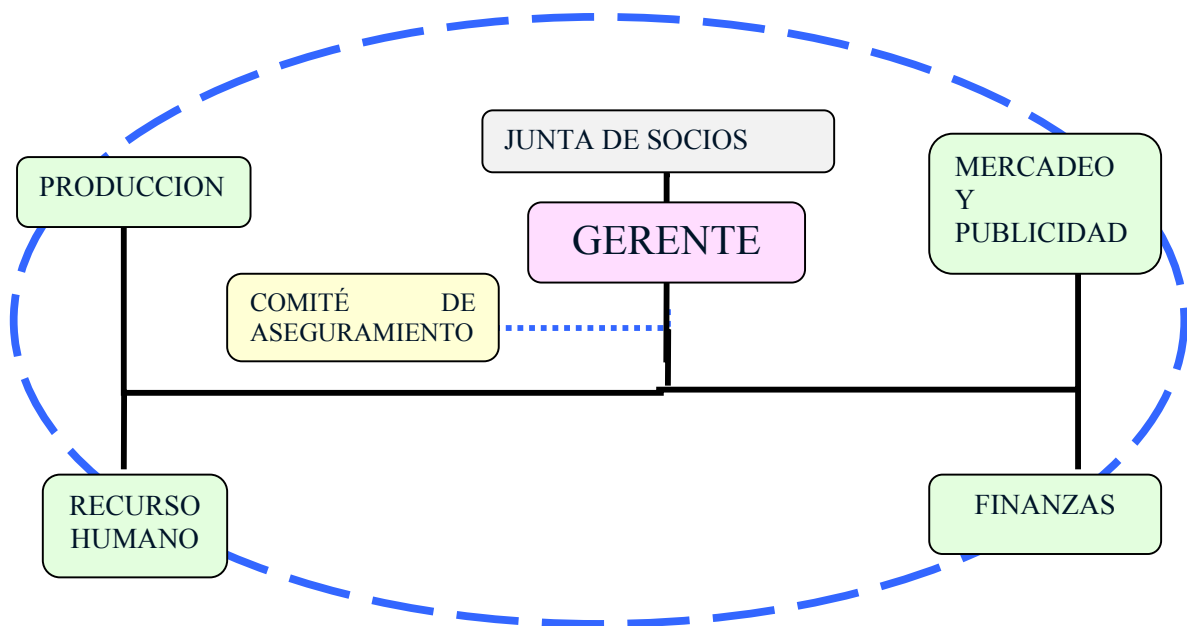 JUNTA DE SOCIOS
PRODUCCION
MERCADEO
Y
PUBLICIDAD
GERENTE
COMITÉ DE
ASEGURAMIENTO
RECURSO
HUMANO
FINANZAS